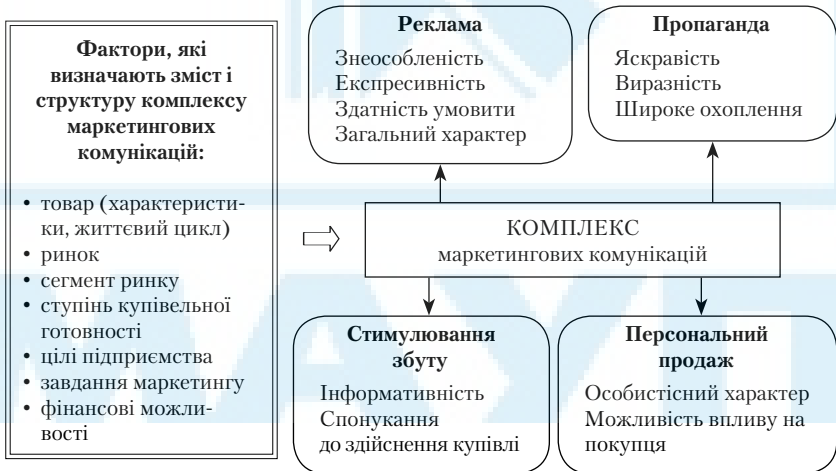 Фактори, які
визначають зміст і
структуру комплексу
маркетингових
комунікацій:
• товар (характеристи-
ки, життєвий цикл)
• ринок
• сегмент ринку
• ступінь купівельної
готовності
• цілі підприємства
• завдання маркетингу
• фінансові можли-
вості
Реклама
Знеособленість
Експресивність
Здатність умовити
Загальний характер
Пропаганда
Яскравість
Виразність
Широке охоплення
КОМПЛЕКС
маркетингових комунікацій
Стимулювання
збуту
Інформативність
Спонукання
до здійснення купівлі
Персональний
продаж
Особистісний характер
Можливість впливу на
покупця
МАУП